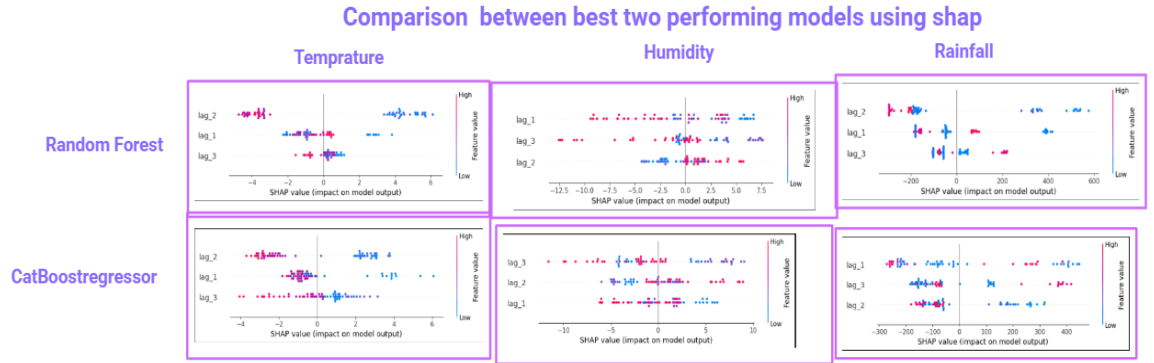 Comparison between best two performing models using shap
Temprature
Humidity
Rainfall
Random Forest
High
lag_2
lag_1
lag_3
Feature value
Low
−4 −2 0 2 4 6
SHAP value (impact on model output)
High
lag_1
lag_3
lag_2
Feature value
Low
−12.5 −10.0 −7.5 −5.0 −2.5 0.0 2.5 5.0 7.5
SHAP value (impact on model output)
High
lag_2
lag_1
lag_3
Feature value
Low
−200 0 200 400 600
SHAP value (impact on model output)
CatBoostregressor
High
lag_2
lag_1
lag_3
Feature value
Low
−4 −2 0 2 4 6
SHAP value (impact on model output)
High
lag_3
lag_2
lag_1
Feature value
Low
−10 −5 0 5 10
SHAP value (impact on model output)
High
lag_1
lag_3
lag_2
Feature value
Low
−300 −200 −100 0 100 200 300 400
SHAP value (impact on model output)